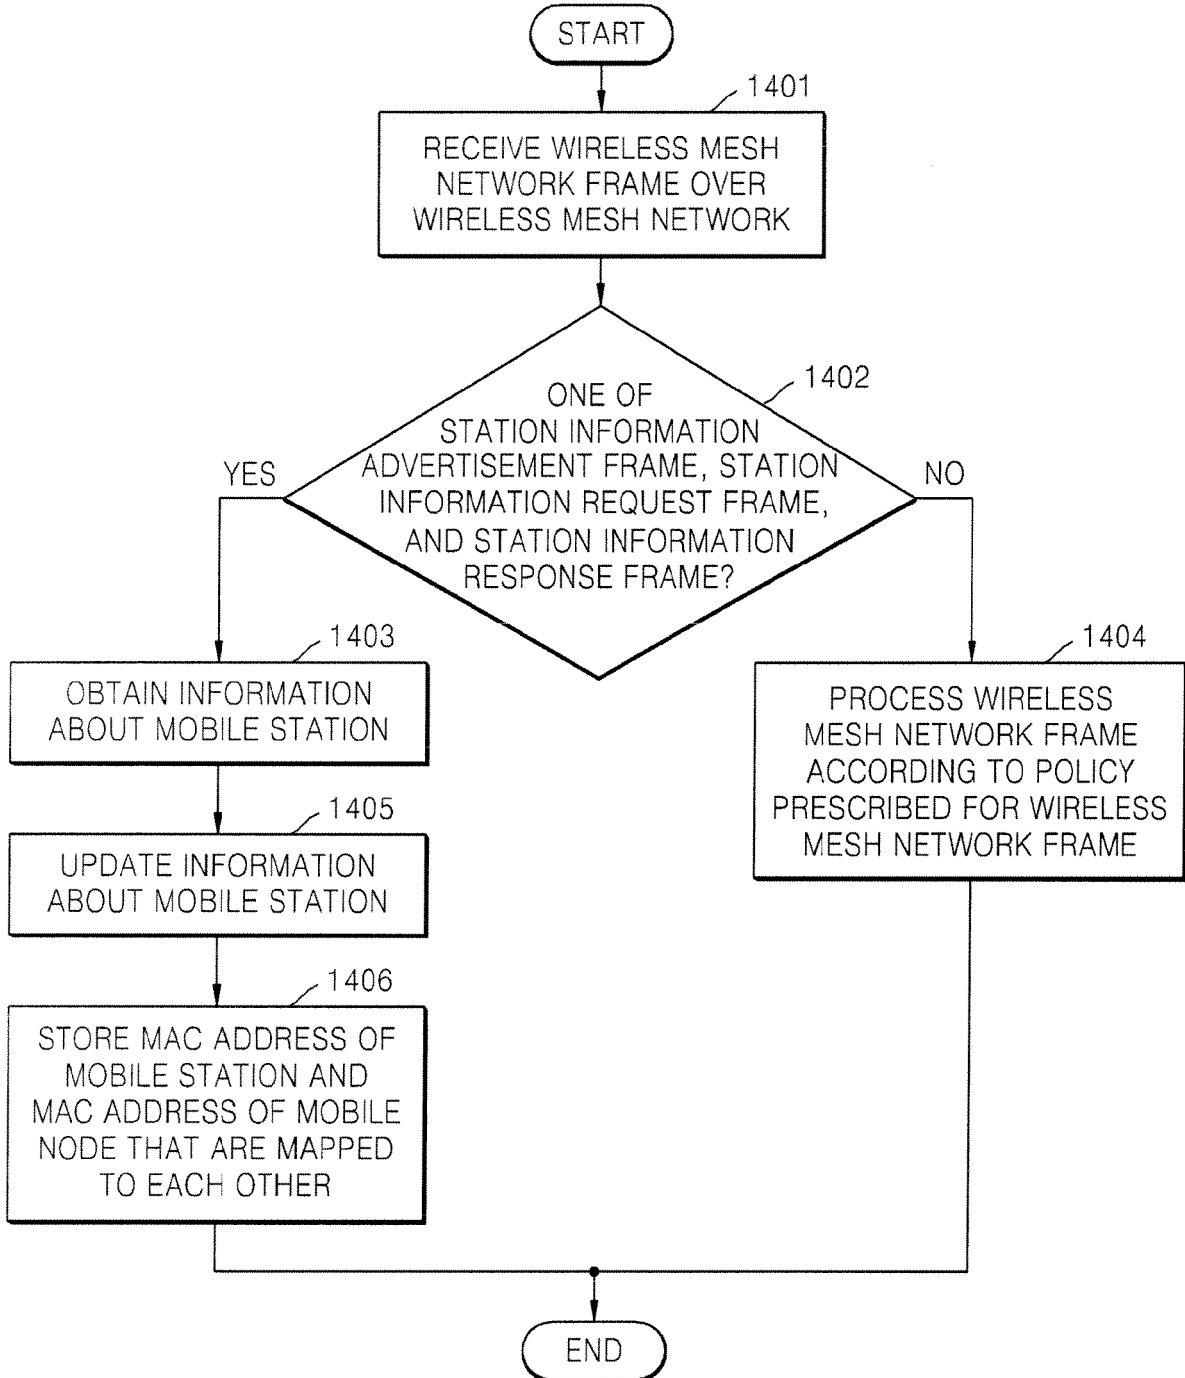 START
1401
RECEIVE WIRELESS MESH
NETWORK FRAME OVER
WIRELESS MESH NETWORK
1402
ONE OF
STATION INFORMATION
ADVERTISEMENT FRAME, STATION
INFORMATION REQUEST FRAME,
AND STATION INFORMATION
RESPONSE FRAME?
YES
NO
1403
OBTAIN INFORMATION
ABOUT MOBILE STATION
1404
PROCESS WIRELESS
MESH NETWORK FRAME
ACCORDING TO POLICY
PRESCRIBED FOR WIRELESS
MESH NETWORK FRAME
1405
UPDATE INFORMATION
ABOUT MOBILE STATION
1406
STORE MAC ADDRESS OF
MOBILE STATION AND
MAC ADDRESS OF MOBILE
NODE THAT ARE MAPPED
TO EACH OTHER
END